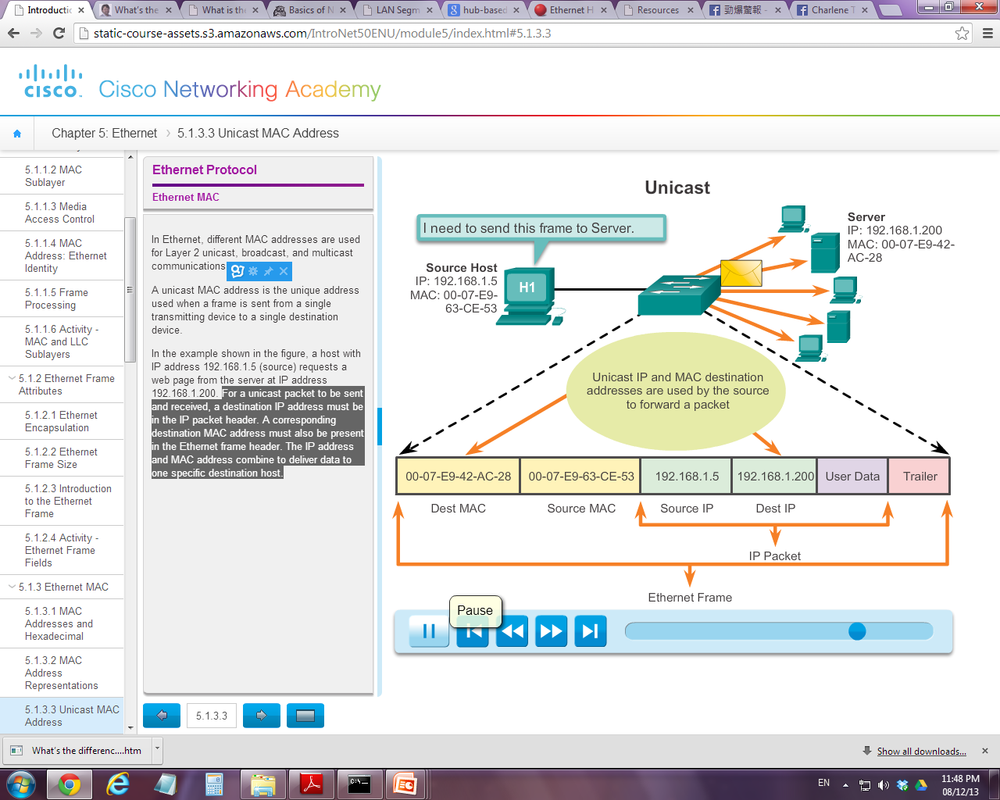 Introductic
What's the
What is the
Basics of N
LAN Segm
hub-based
Ethernet H
Resources
勁爆驚報 -
Charlene T
static-course-assets.s3.amazonaws.com/IntroNet50ENU/module5/index.html#5.1.3.3
CISCO. Cisco Networking Academy
Chapter 5: Ethernet 5.1.3.3 Unicast MAC Address
5.1.1.2 MAC
Sublayer
5.1.1.3 Media
Access Control
5.1.1.4 MAC
Address: Ethernet
Identity
5.1.1.5 Frame
Processing
5.1.1.6 Activity -
MAC and LLC
Sublayers
5.1.2 Ethernet Frame
Attributes
5.1.2.1 Ethernet
Encapsulation
5.1.2.2 Ethernet
Frame Size
5.1.2.3 Introduction
to the Ethernet
Frame
5.1.2.4 Activity -
Ethernet Frame
Fields
5.1.3 Ethernet MAC
5.1.3.1 MAC
Addresses and
Hexadecimal
5.1.3.2 MAC
Address
Representations
5.1.3.3 Unicast MAC
Address
Ethernet Protocol
Ethernet MAC
In Ethernet, different MAC addresses are used
for Layer 2 unicast, broadcast, and multicast
communications
A unicast MAC address is the unique address
used when a frame is sent from a single
transmitting device to a single destination
device.
In the example shown in the figure, a host with
IP address 192.168.1.5 (source) requests a
web page from the server at IP address
192.168.1.200. For a unicast packet to be sent
and received, a destination IP address must be
in the IP packet header. A corresponding
destination MAC address must also be present
in the Ethernet frame header. The IP address
and MAC address combine to deliver data to
one specific destination host.
5.1.3.3
Unicast
I need to send this frame to Server.
Source Host
IP: 192.168.1.5
MAC: 00-07-E9-
63-CE-53
H1
Server
IP: 192.168.1.200
MAC: 00-07-E9-42-
AC-28
Unicast IP and MAC destination
addresses are used by the source
to forward a packet
00-07-E9-42-AC-28 00-07-E9-63-CE-53 192.168.1.5 192.168.1.200 User Data Trailer
Dest MAC Source MAC Source IP Dest IP
IP Packet
Ethernet Frame
Pause
What's the differenc....htm
Show all downloads...
C:\
EN
11:48 PM
08/12/13